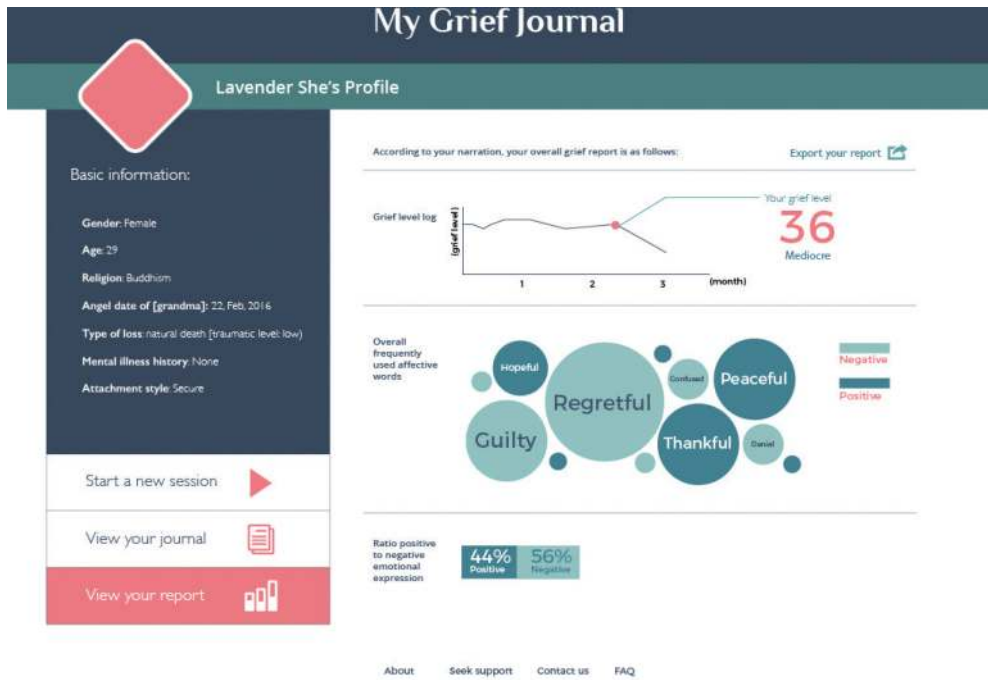 My Grief Journal
Lavender She's Profile
Basic information:
Gender: Female
Age: 29
Religion: Buddhism
Angel date of [grandma]: 22, Feb, 2016
Type of loss: natural death [traumatic level: low)
Mental illness history: None
Attachment style: Secure
Start a new session
View your journal
View your report
According to your narration, your overall grief report is as follows:
Export your report
Grief level log
(grief level)
1 2 3 (month)
Your grief level
36
Mediocre
Overall
frequently
used affective
words
Hopeful
Regretful
Confused
Peaceful
Guilty
Thankful
Denial
Negative
Positive
Ratio positive
to negative
emotional
expression
44%
Positive
56%
Negative
About Seek support Contact us FAQ